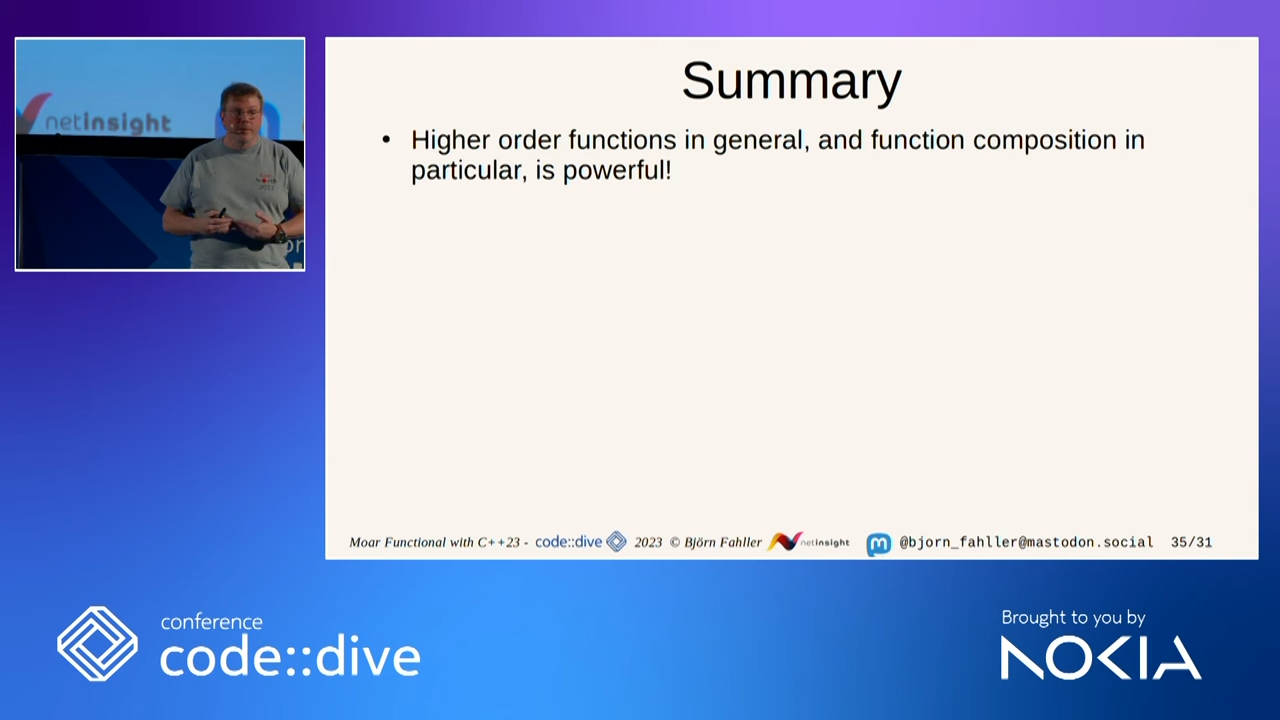 netinsight
Summary
• Higher order functions in general, and function composition in
particular, is powerful!
Moar Functional with C++23 - code::dive 2023 © Björn Fahller netinsight @bjorn_fahller@mastodon.social 35/31
conference
code::dive
Brought to you by
NOKIA